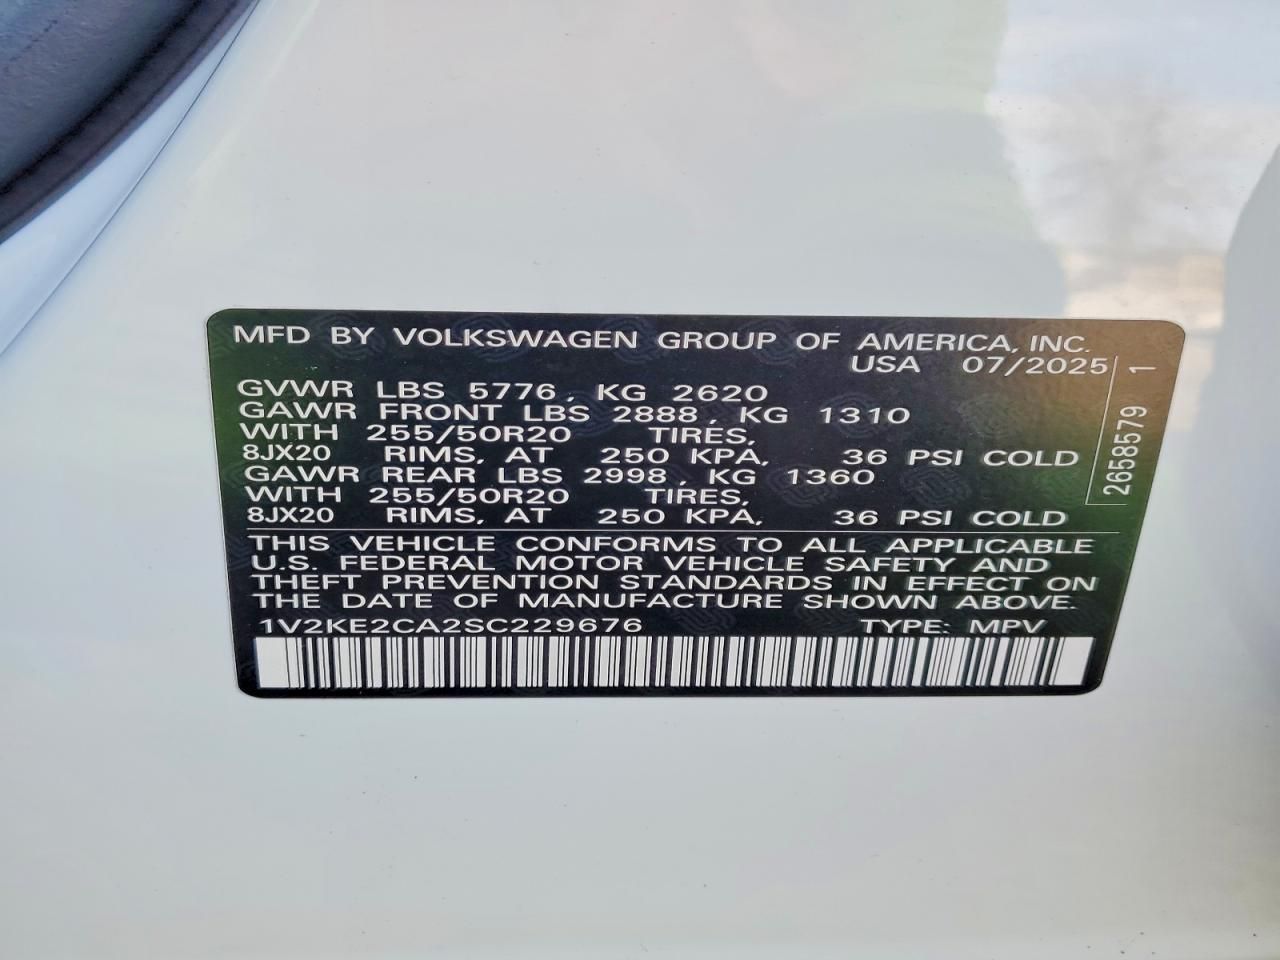 MFD BY VOLKSWAGEN GROUP OF AMERICA, INC.
USA 07/2025
GVWR LBS 5776, KG 2620
GAWR FRONT LBS 2888, KG 1310
WITH 255/50R20 TIRES,
8JX20 RIMS, AT 250 KPA, 36 PSI COLD
GAWR REAR LBS 2998, KG 1360
WITH 255/50R20 TIRES,
8JX20 RIMS, AT 250 KPA, 36 PSI COLD
THIS VEHICLE CONFORMS TO ALL APPLICABLE
U.S. FEDERAL MOTOR VEHICLE SAFETY AND
THEFT PREVENTION STANDARDS IN EFFECT ON
THE DATE OF MANUFACTURE SHOWN ABOVE.
1V2KE2CA2SC229676 TYPE: MPV
2658579 1